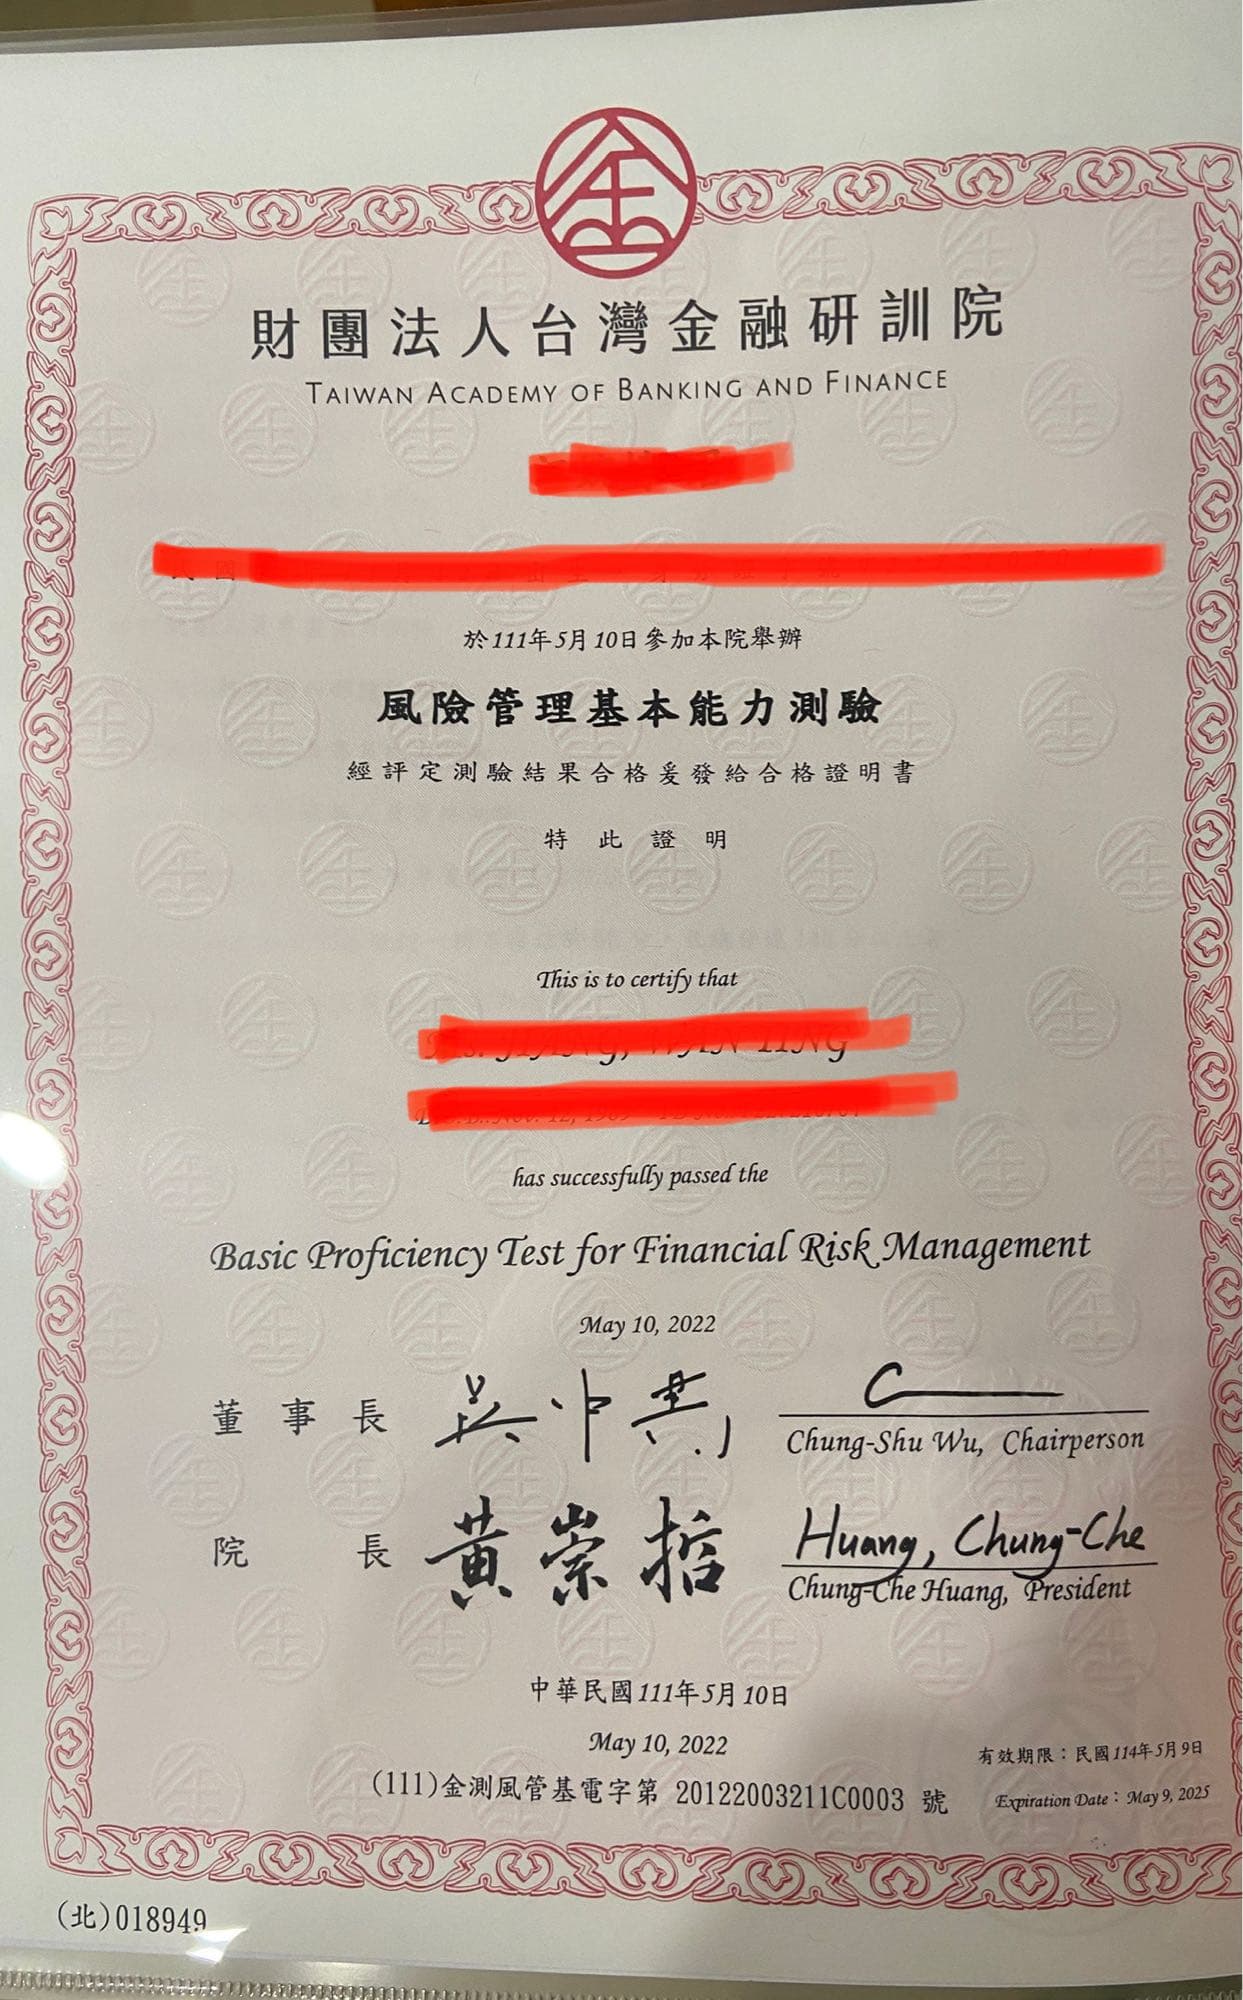 財團法人台灣金融研訓院
TAIWAN ACADEMY OF BANKING AND FINANCE
於111年5月10日參加本院舉辦
風險管理基本能力測驗
經評定測驗結果合格爰發給合格證明書
特此證明
This is to certify that
has successfully passed the
Basic Proficiency Test for Financial Risk Management
May 10, 2022
董事長 吳中書
Chung-Shu Wu, Chairperson
院長 黃崇哲 Huang, Chung-Che
Chung-Che Huang, President
中華民國111年5月10日
May 10, 2022
有效期限：民國114年5月9日
(111)金測風管基電字第 20122003211C0003 號
Expiration Date：May 9, 2025
(北)018949